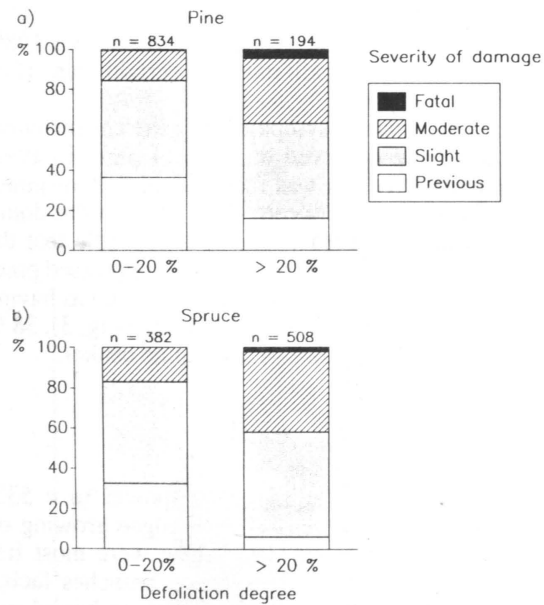 a)
Pine
%
n = 834
n = 194
100
80
60
40
20
0
0-20 %
> 20 %
Severity of damage
Fatal
Moderate
Slight
Previous
b)
Spruce
%
n = 382
n = 508
100
80
60
40
20
0
0-20%
> 20 %
Defoliation degree